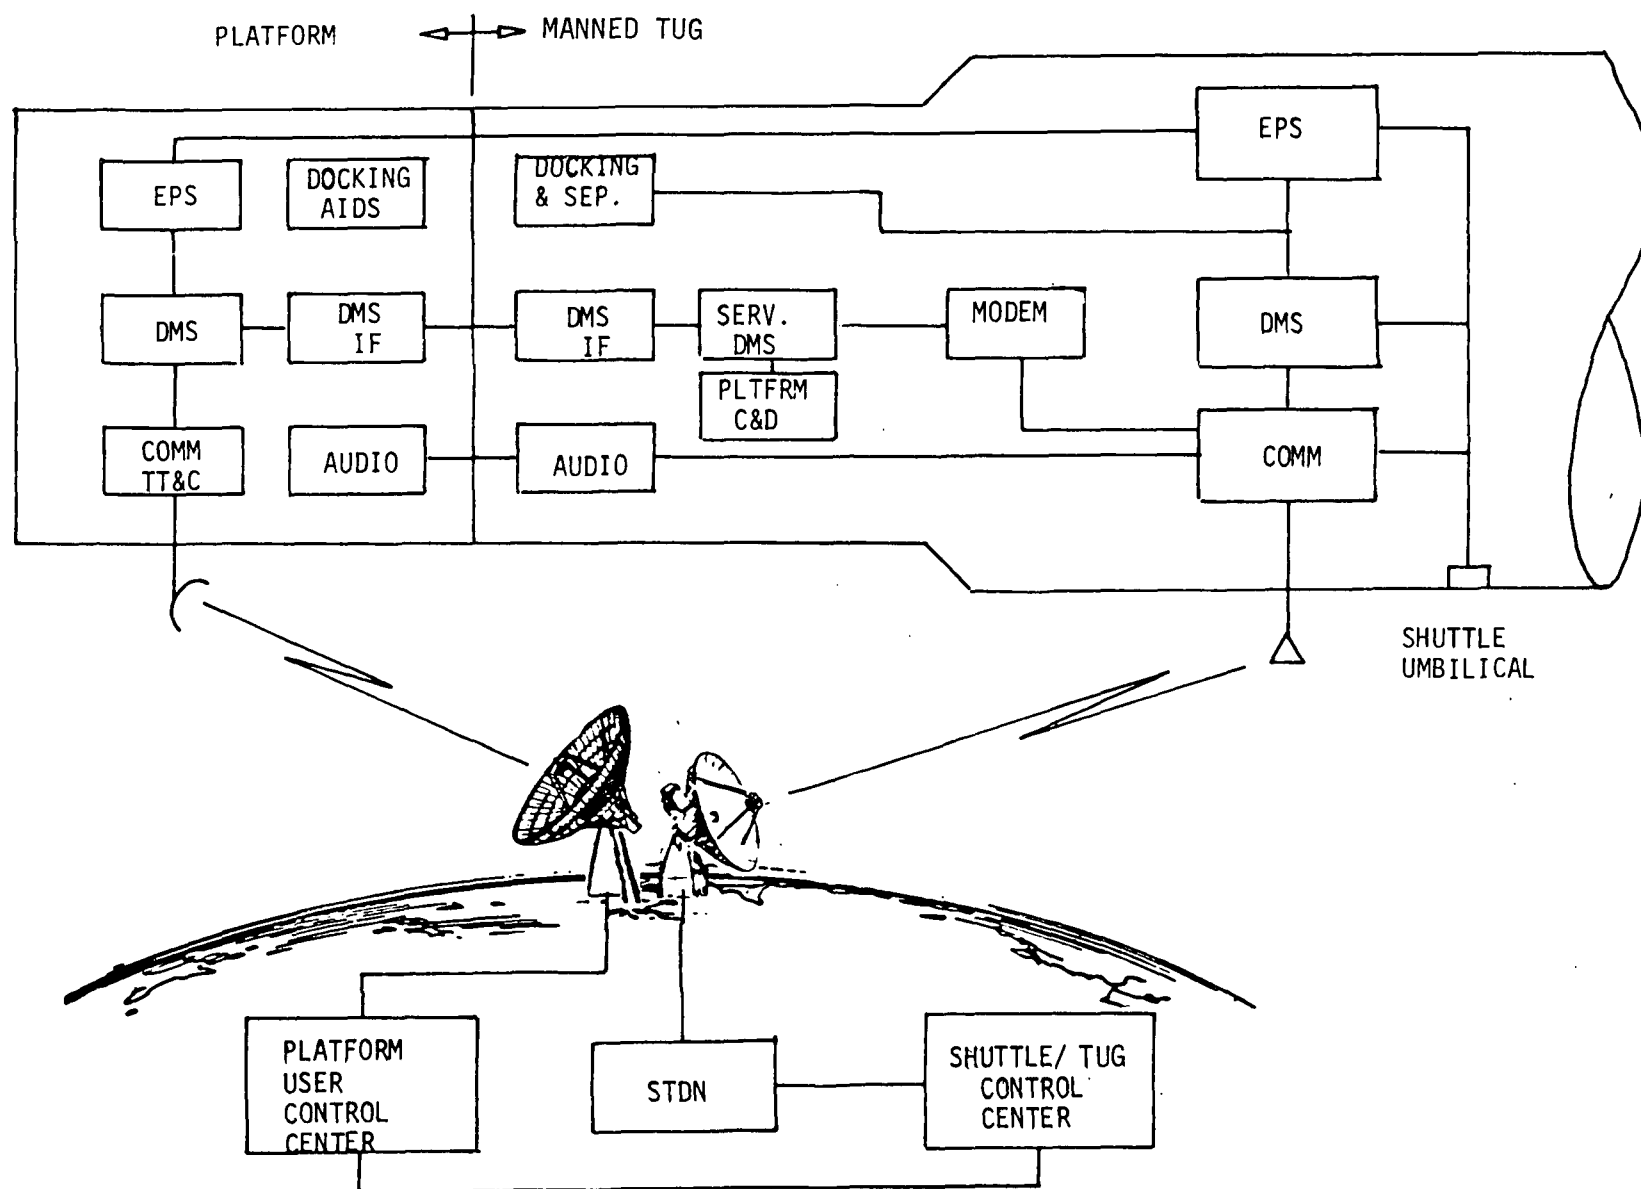 PLATFORM
MANNED TUG
EPS
EPS
DOCKING
AIDS
DOCKING
& SEP.
DMS
DMS
IF
DMS
IF
SERV.
DMS
MODEM
DMS
PLTFRM
C&D
COMM
TT&C
AUDIO
AUDIO
COMM
SHUTTLE
UMBILICAL
PLATFORM
USER
CONTROL
CENTER
STDN
SHUTTLE/ TUG
CONTROL
CENTER